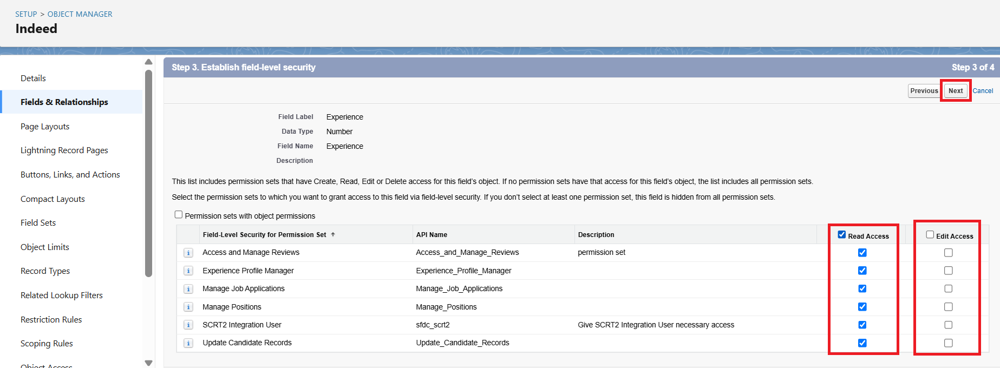 SETUP > OBJECT MANAGER
Indeed
Details
Fields & Relationships
Page Layouts
Lightning Record Pages
Buttons, Links, and Actions
Compact Layouts
Field Sets
Object Limits
Record Types
Related Lookup Filters
Restriction Rules
Scoping Rules
Object Access
Step 3. Establish field-level security Step 3 of 4
Previous Next Cancel
Field Label Experience
Data Type Number
Field Name Experience
Description
This list includes permission sets that have Create, Read, Edit or Delete access for this field’s object. If no permission sets have that access for this field’s object, the list includes all permission sets.
Select the permission sets to which you want to grant access to this field via field-level security. If you don’t select at least one permission set, this field is hidden from all permission sets.
Permission sets with object permissions
Field-Level Security for Permission Set ↑ API Name Description Read Access Edit Access
i Access and Manage Reviews Access_and_Manage_Reviews permission set
i Experience Profile Manager Experience_Profile_Manager
i Manage Job Applications Manage_Job_Applications
i Manage Positions Manage_Positions
i SCRT2 Integration User sfdc_scrt2 Give SCRT2 Integration User necessary access
i Update Candidate Records Update_Candidate_Records